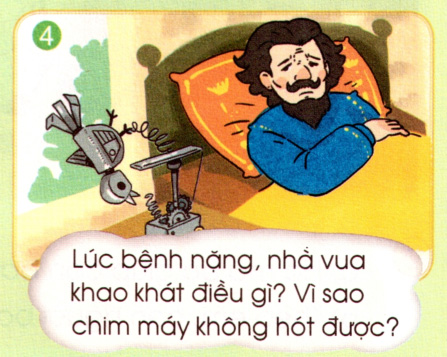 4
Lúc bệnh nặng, nhà vua
khao khát điều gì? Vì sao
chim máy không hót được?